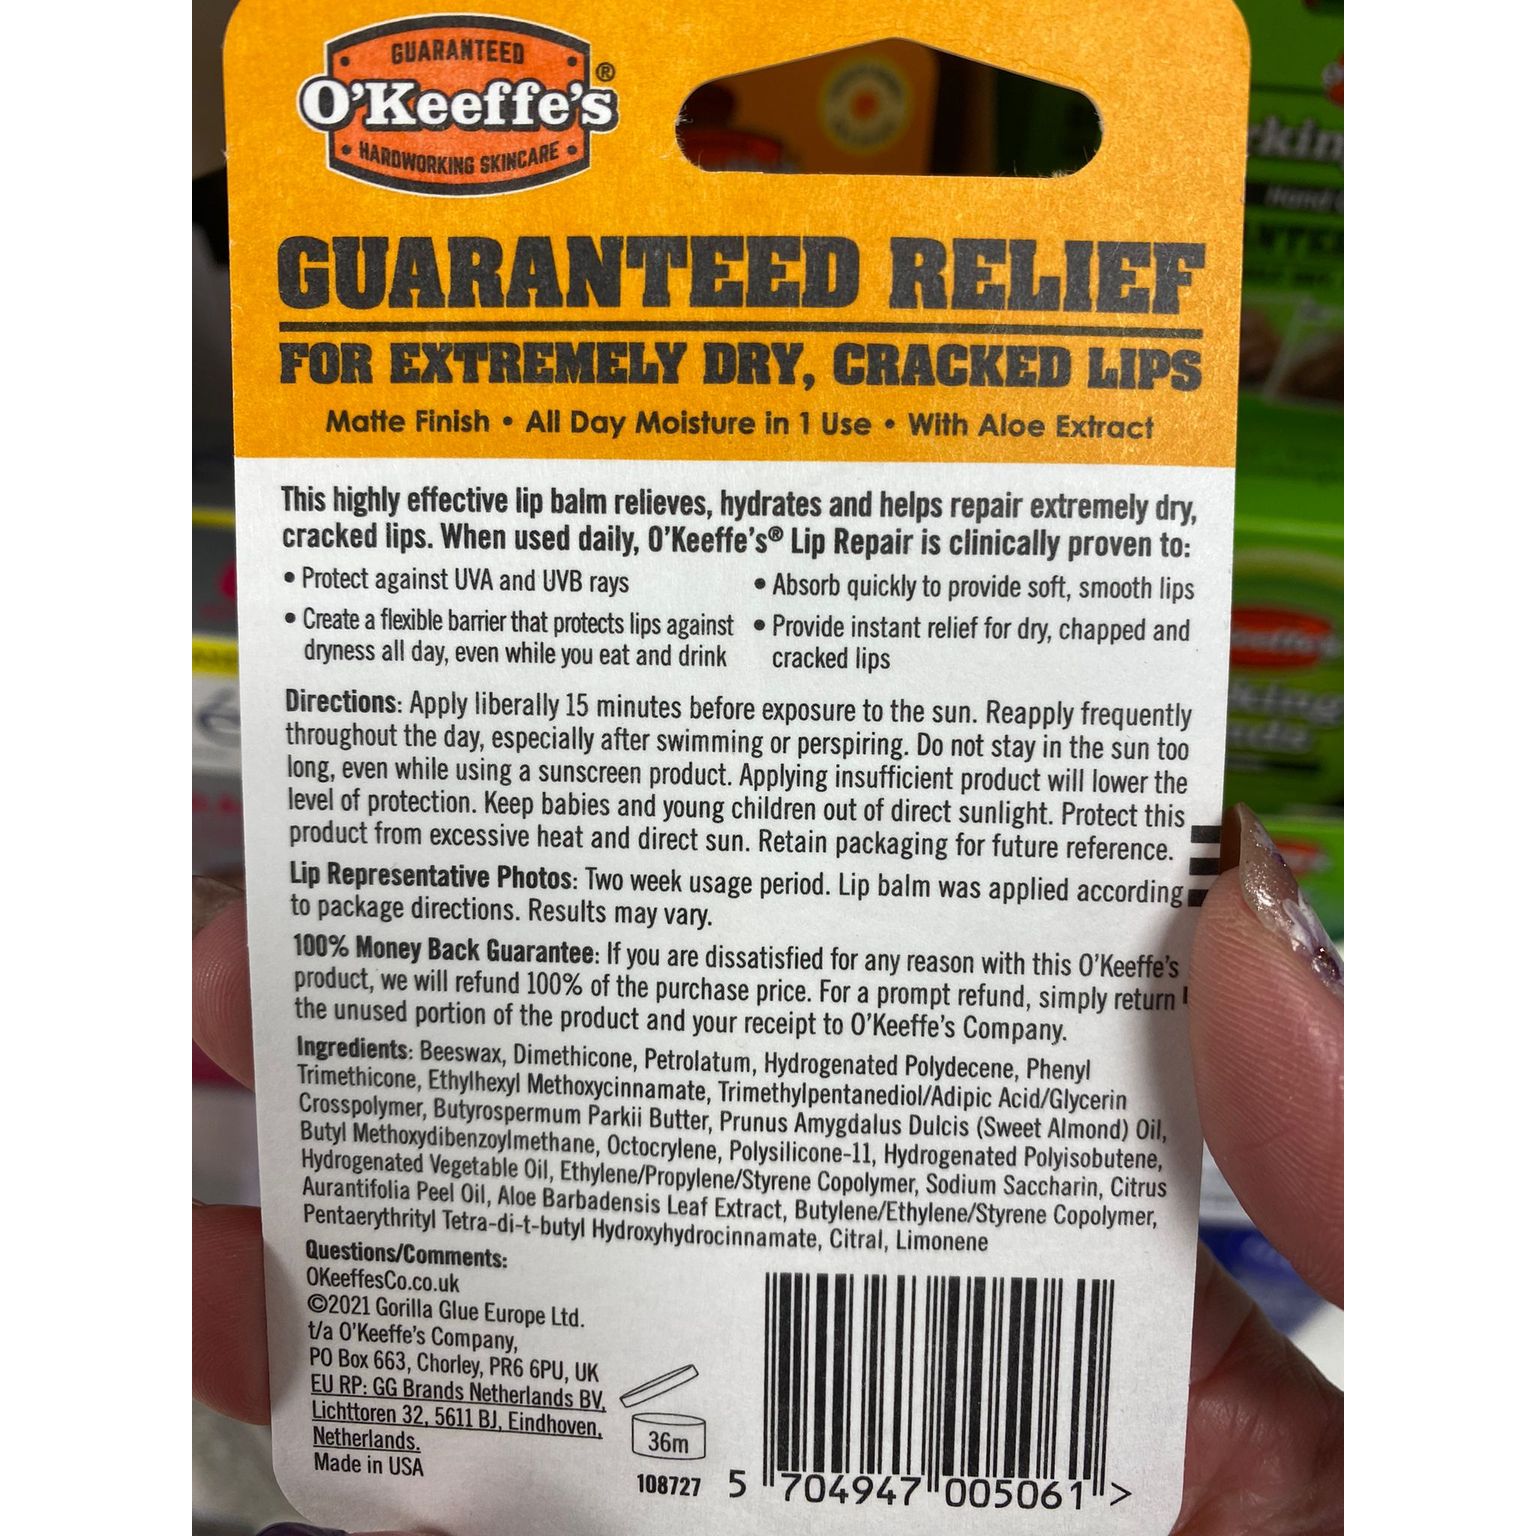 GUARANTEED
O'Keeffe's®
• HARDWORKING SKINCARE •
GUARANTEED RELIEF
FOR EXTREMELY DRY, CRACKED LIPS
Matte Finish • All Day Moisture in 1 Use • With Aloe Extract
This highly effective lip balm relieves, hydrates and helps repair extremely dry,
cracked lips. When used daily, O'Keeffe's® Lip Repair is clinically proven to:
• Protect against UVA and UVB rays
• Create a flexible barrier that protects lips against
dryness all day, even while you eat and drink
• Absorb quickly to provide soft, smooth lips
• Provide instant relief for dry, chapped and
cracked lips
Directions: Apply liberally 15 minutes before exposure to the sun. Reapply frequently
throughout the day, especially after swimming or perspiring. Do not stay in the sun too
long, even while using a sunscreen product. Applying insufficient product will lower the
level of protection. Keep babies and young children out of direct sunlight. Protect this
product from excessive heat and direct sun. Retain packaging for future reference.
Lip Representative Photos: Two week usage period. Lip balm was applied according
to package directions. Results may vary.
100% Money Back Guarantee: If you are dissatisfied for any reason with this O'Keeffe's
product, we will refund 100% of the purchase price. For a prompt refund, simply return
the unused portion of the product and your receipt to O'Keeffe's Company.
Ingredients: Beeswax, Dimethicone, Petrolatum, Hydrogenated Polydecene, Phenyl
Trimethicone, Ethylhexyl Methoxycinnamate, Trimethylpentanediol/Adipic Acid/Glycerin
Crosspolymer, Butyrospermum Parkii Butter, Prunus Amygdalus Dulcis (Sweet Almond) Oil,
Butyl Methoxydibenzoylmethane, Octocrylene, Polysilicone-11, Hydrogenated Polyisobutene,
Hydrogenated Vegetable Oil, Ethylene/Propylene/Styrene Copolymer, Sodium Saccharin, Citrus
Aurantifolia Peel Oil, Aloe Barbadensis Leaf Extract, Butylene/Ethylene/Styrene Copolymer,
Pentaerythrityl Tetra-di-t-butyl Hydroxyhydrocinnamate, Citral, Limonene
Questions/Comments:
OKeeffesCo.co.uk
©2021 Gorilla Glue Europe Ltd.
t/a O'Keeffe's Company,
PO Box 663, Chorley, PR6 6PU, UK
EU RP: GG Brands Netherlands BV,
Lichttoren 32, 5611 BJ, Eindhoven,
Netherlands.
Made in USA
36m
108727
5 704947 005061 >